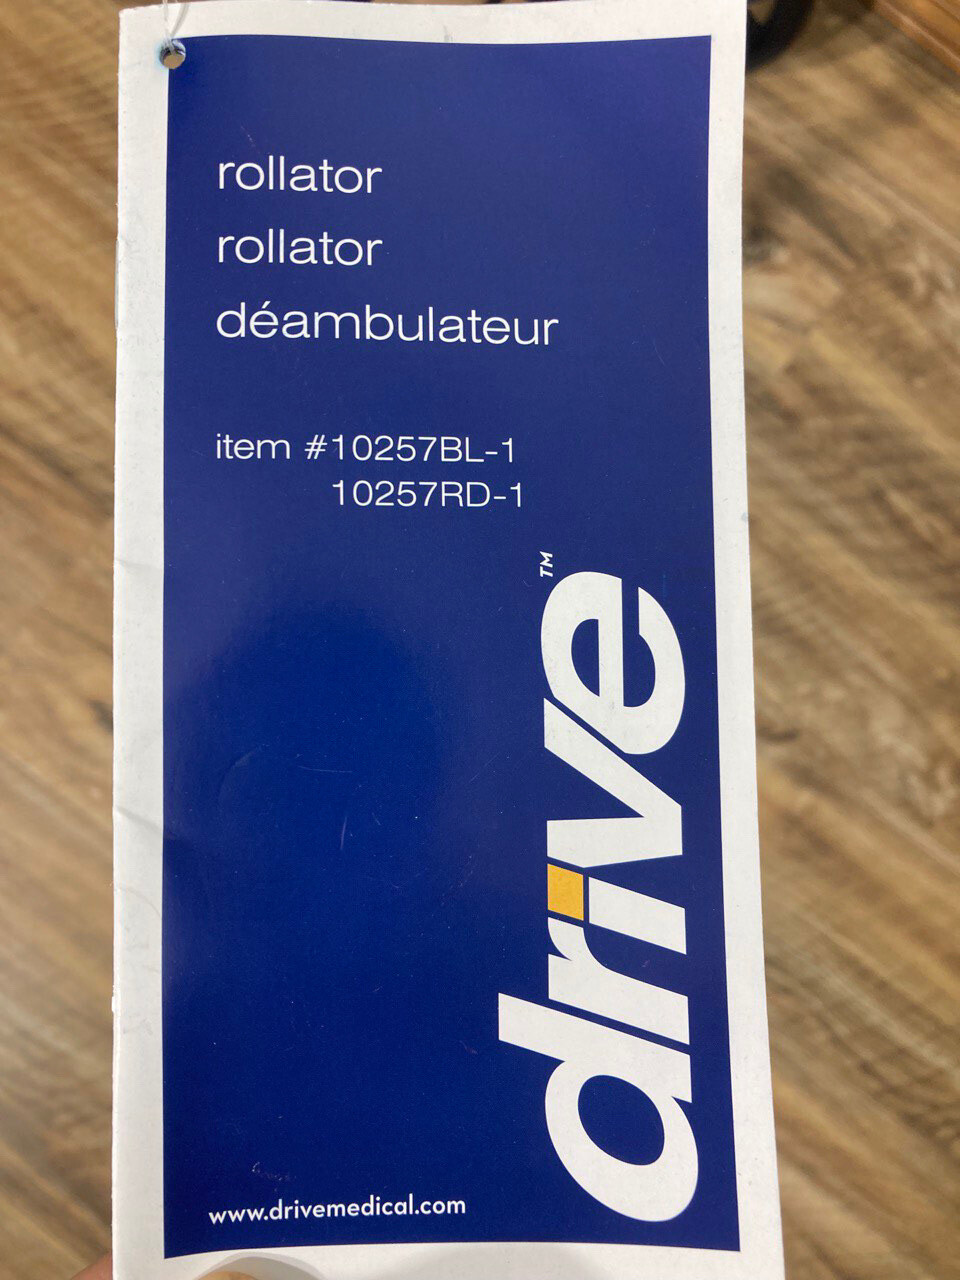 rollator
rollator
déambulateur
item #10257BL-1
10257RD-1
drive™
www.drivemedical.com